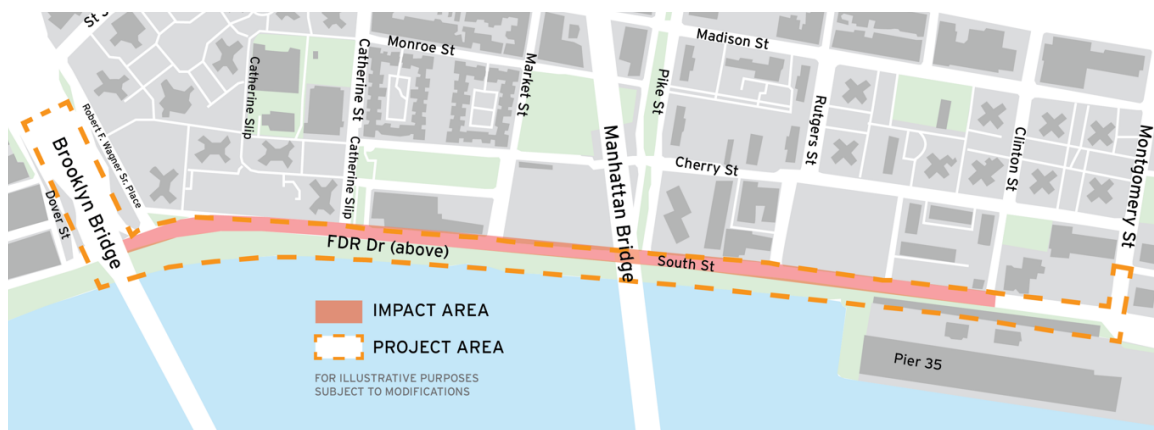 St J
Monroe St
Madison St
Catherine Slip
Catherine St
Market St
Pike St
Rutgers St
Clinton St
Montgomery St
Robert F. Wagner Sr. Place
Brooklyn Bridge
Dover St
Catherine Slip
Manhattan Bridge
Cherry St
FDR Dr (above)
South St
IMPACT AREA
PROJECT AREA
FOR ILLUSTRATIVE PURPOSES
SUBJECT TO MODIFICATIONS
Pier 35